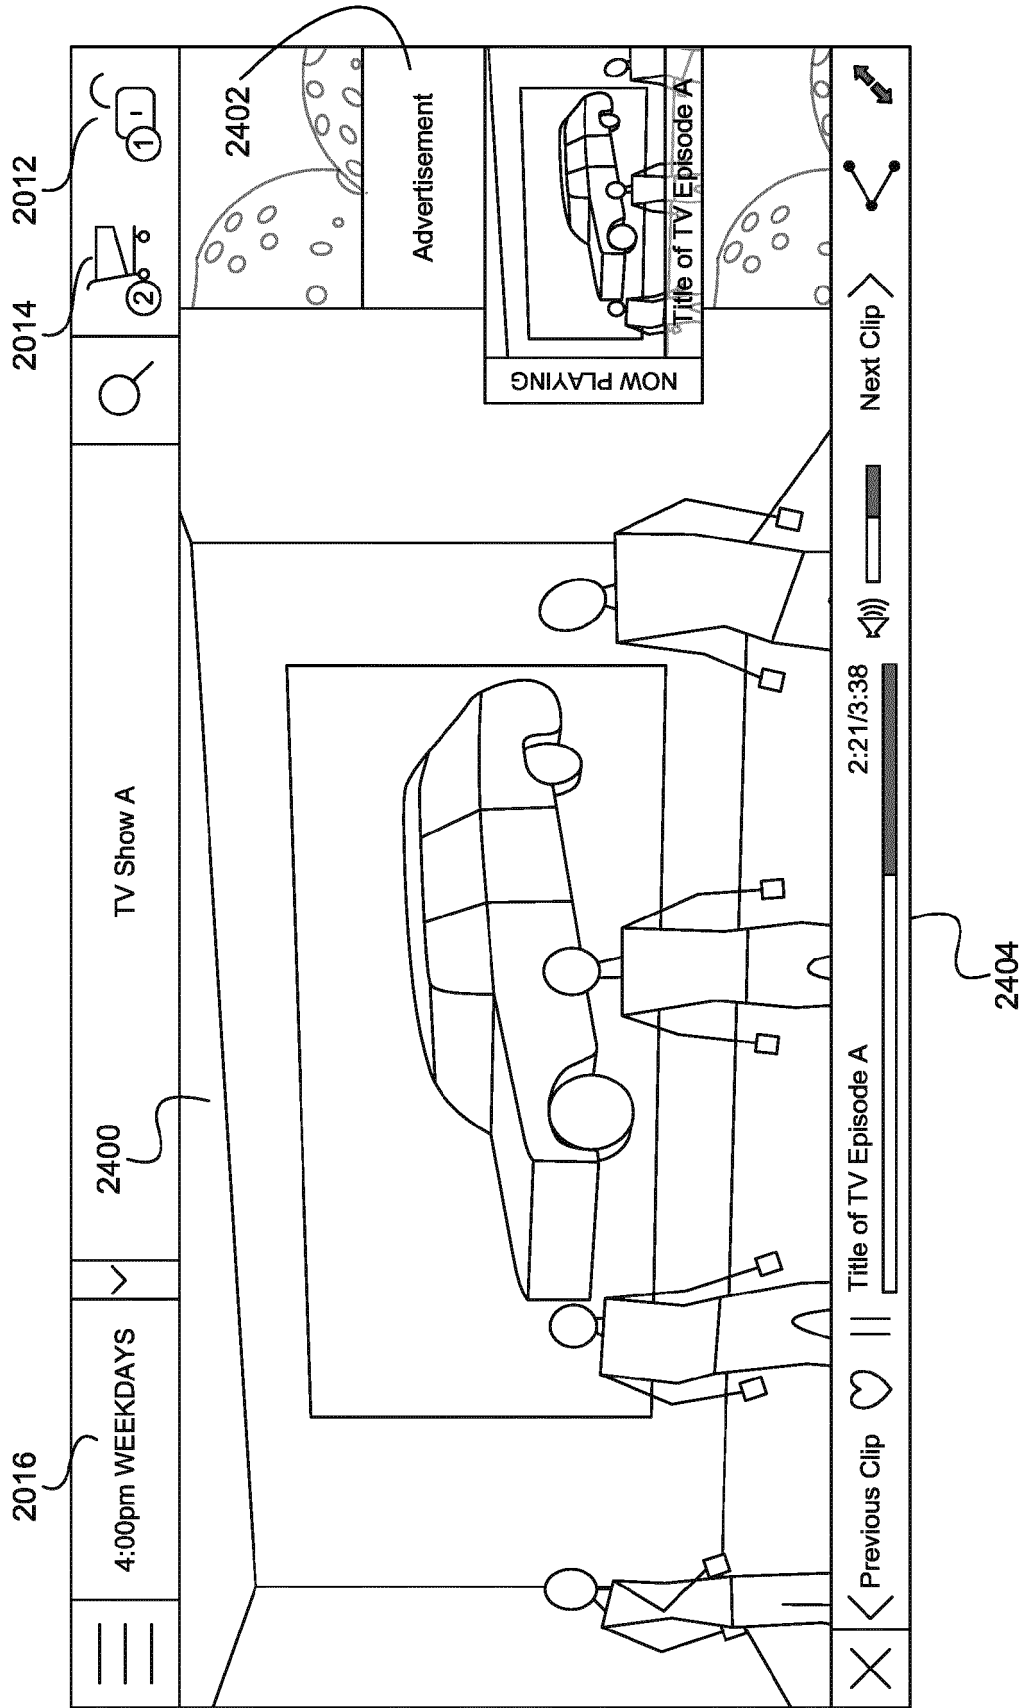 2016
2400
2014
2012
4:00pm WEEKDAYS
TV Show A
2
1
2402
Advertisement
NOW PLAYING
Title of TV Episode A
Previous Clip
Title of TV Episode A
2:21/3:38
Next Clip
2404